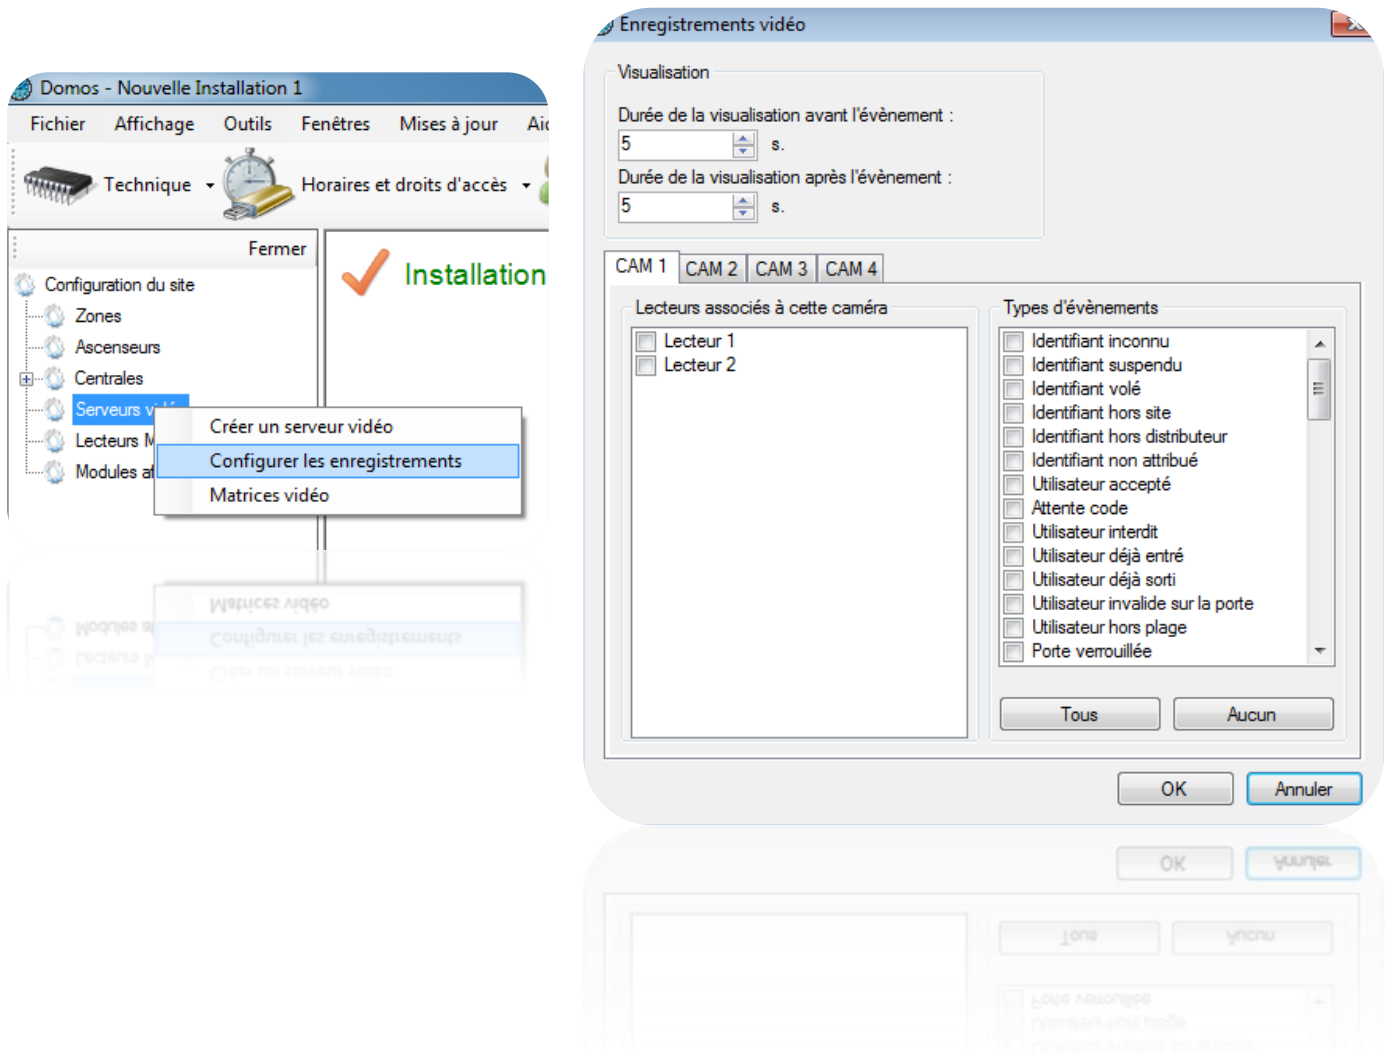 Domos - Nouvelle Installation 1
Fichier Affichage Outils Fenêtres Mises à jour
Technique Horaires et droits d'accès
Fermer
Installation
Configuration du site
Zones
Ascenseurs
Centrales
Serveurs
Lecteurs M
Modules
Créer un serveur vidéo
Configurer les enregistrements
Matrices vidéo
Enregistrements vidéo
Visualisation
Durée de la visualisation avant l'évènement :
5 s.
Durée de la visualisation après l'évènement :
5 s.
CAM 1 CAM 2 CAM 3 CAM 4
Lecteurs associés à cette caméra
Lecteur 1
Lecteur 2
Types d'évènements
Identifiant inconnu
Identifiant suspendu
Identifiant volé
Identifiant hors site
Identifiant hors distributeur
Identifiant non attribué
Utilisateur accepté
Attente code
Utilisateur interdit
Utilisateur déjà entré
Utilisateur déjà sorti
Utilisateur invalide sur la porte
Utilisateur hors plage
Porte verrouillée
Tous Aucun
OK Annuler